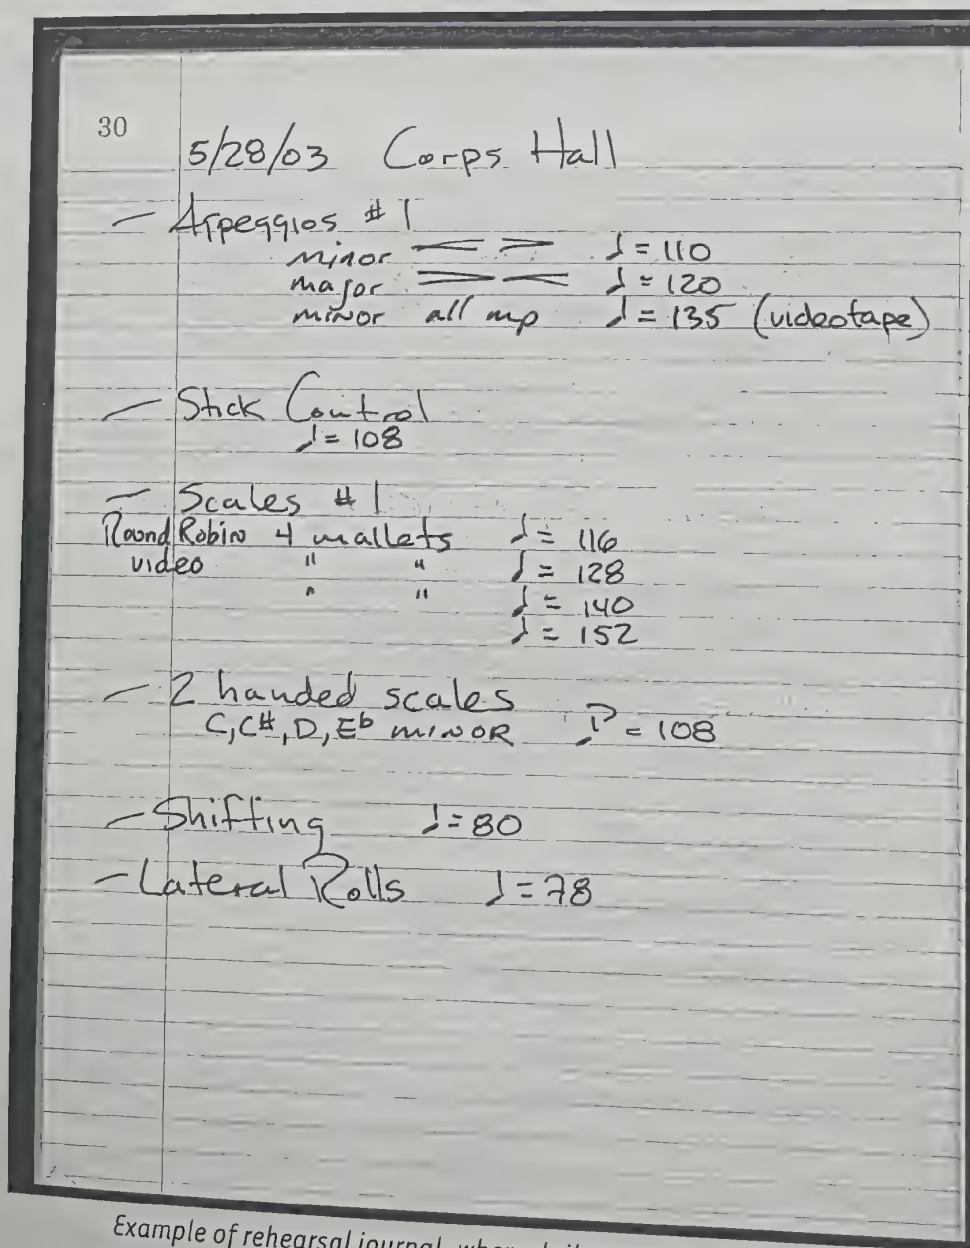 30
5/28/03 Corps Hall
— Arpeggios #1
minor < > ♩ = 110
major > < ♩ = 120
minor all mp ♩ = 135 (videotape)
— Stick Control
♩ = 108
— Scales #1
Round Robin 4 mallets ♩ = 116
video " " ♩ = 128
" " ♩ = 140
♩ = 152
— 2 handed scales
C, C#, D, Eb MINOR ♪ = 108
— Shifting ♩ = 80
— Lateral Rolls ♩ = 78
Example of rehearsal journal, where